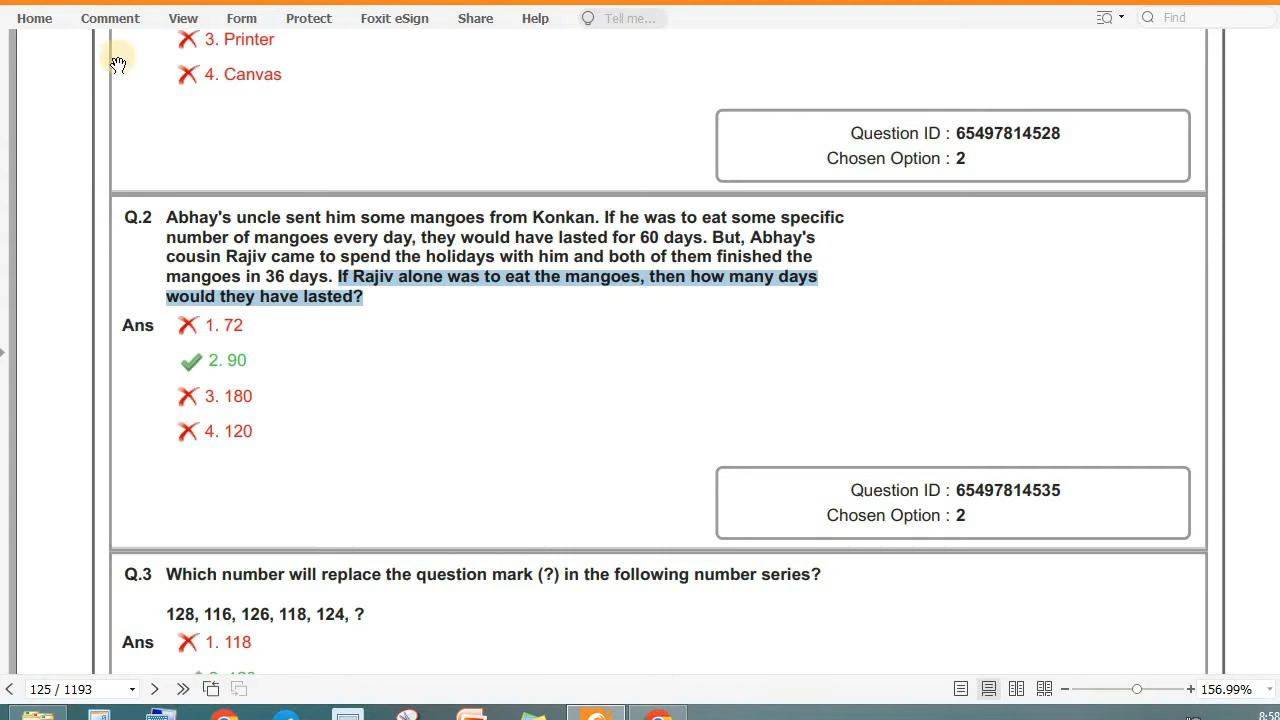 Home Comment View Form Protect Foxit eSign Share Help Tell me... Find
3. Printer
4. Canvas
Question ID : 65497814528
Chosen Option : 2
Q.2 Abhay's uncle sent him some mangoes from Konkan. If he was to eat some specific
number of mangoes every day, they would have lasted for 60 days. But, Abhay's
cousin Rajiv came to spend the holidays with him and both of them finished the
mangoes in 36 days. If Rajiv alone was to eat the mangoes, then how many days
would they have lasted?
Ans 1. 72
2. 90
3. 180
4. 120
Question ID : 65497814535
Chosen Option : 2
Q.3 Which number will replace the question mark (?) in the following number series?
128, 116, 126, 118, 124, ?
Ans 1. 118
125 / 1193 156.99%